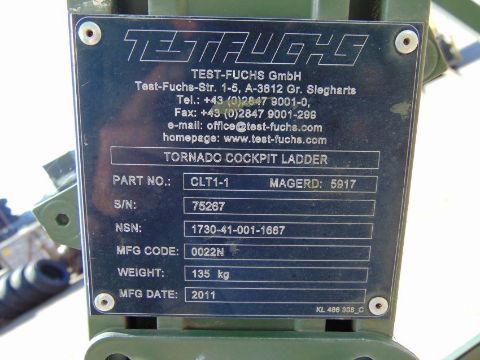 TESTFUCHS
TEST-FUCHS GmbH
Test-Fuchs-Str. 1-5, A-3812 Gr. Siegharts
Tel.: +43 (0)2847 9001-0,
Fax: +43 (0)2847 9001-299
e-mail: office@test-fuchs.com
homepage: www.test-fuchs.com
TORNADO COCKPIT LADDER
PART NO.: CLT1-1 MAGERD: 5917
S/N: 75267
NSN: 1730-41-001-1667
MFG CODE: 0022N
WEIGHT: 135 kg
MFG DATE: 2011